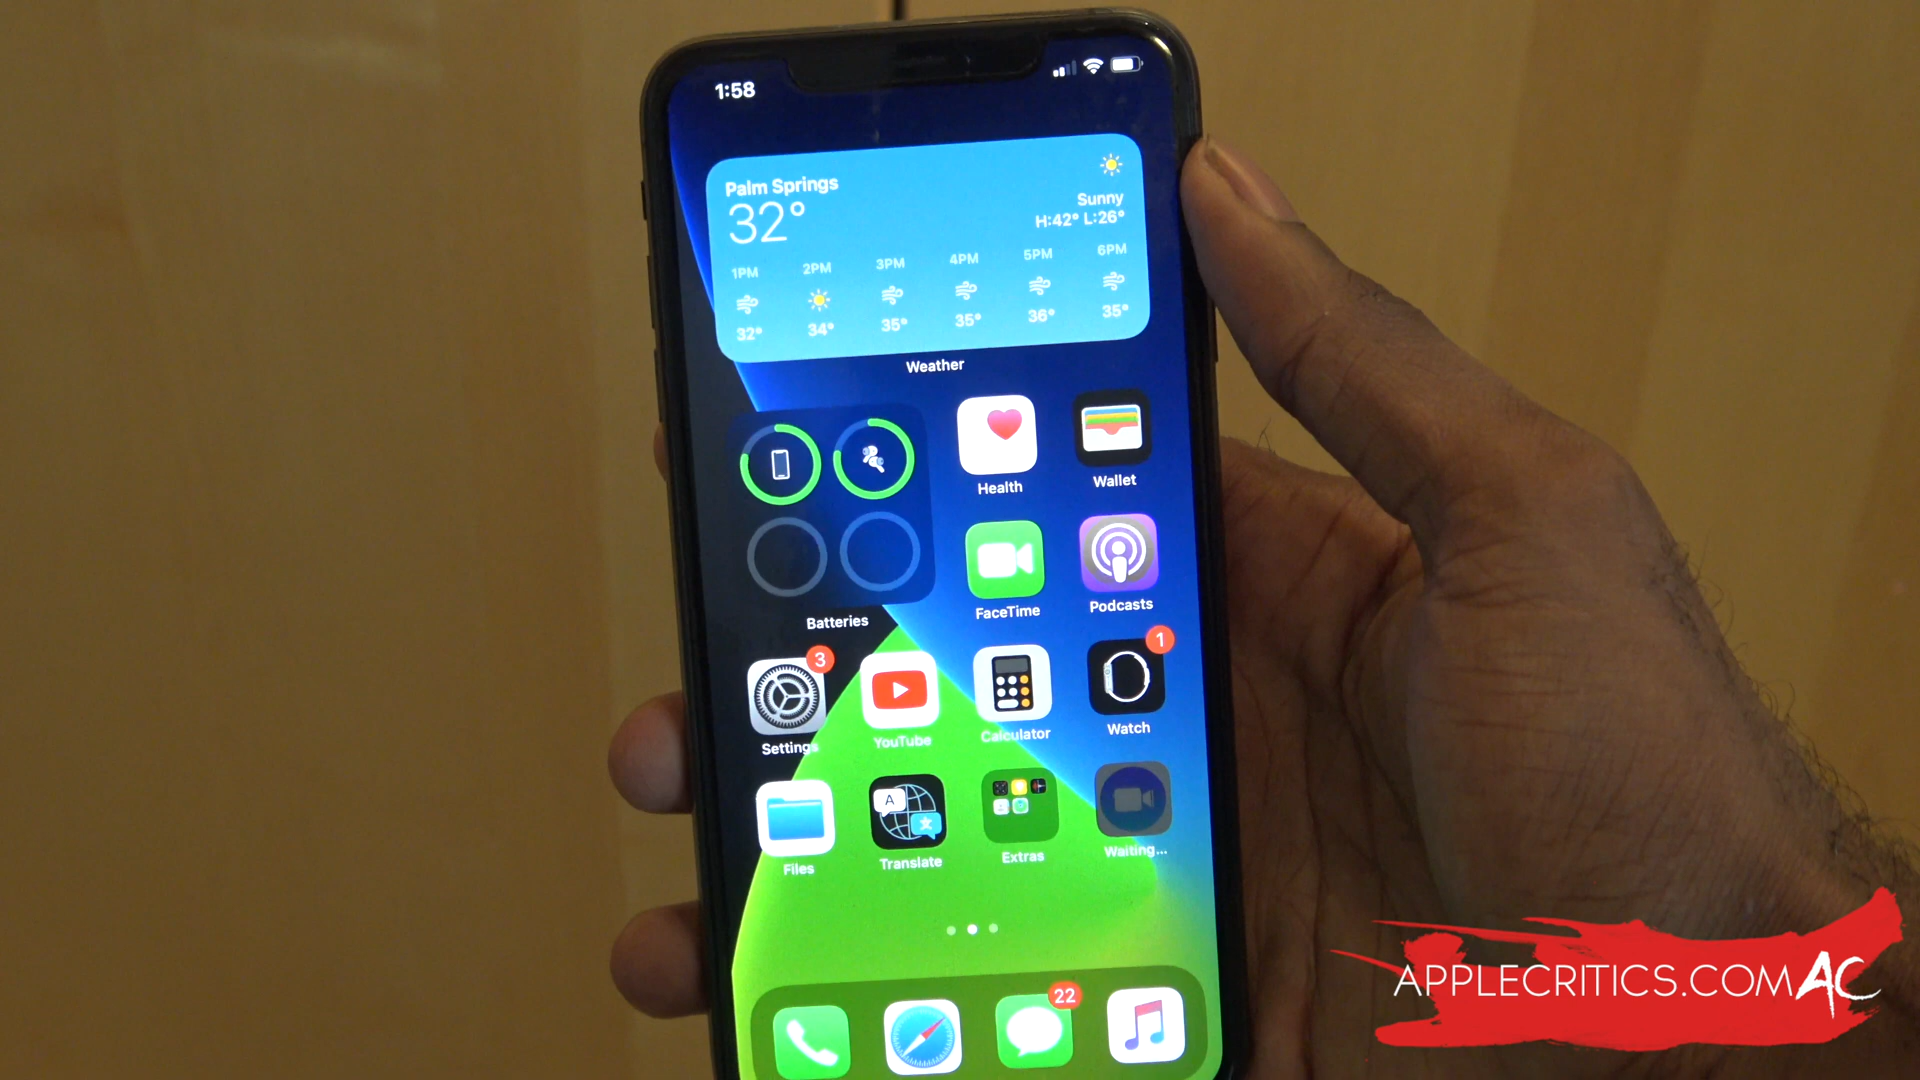 1:58
Palm Springs
32°
Sunny
H:42° L:26°
1PM 2PM 3PM 4PM 5PM 6PM
32° 34° 35° 35° 36° 35°
Weather
Health Wallet
FaceTime Podcasts
Batteries
3 1
Settings YouTube Calculator Watch
A 文
Files Translate Extras Waiting...
22
APPLECRITICS.COM AC